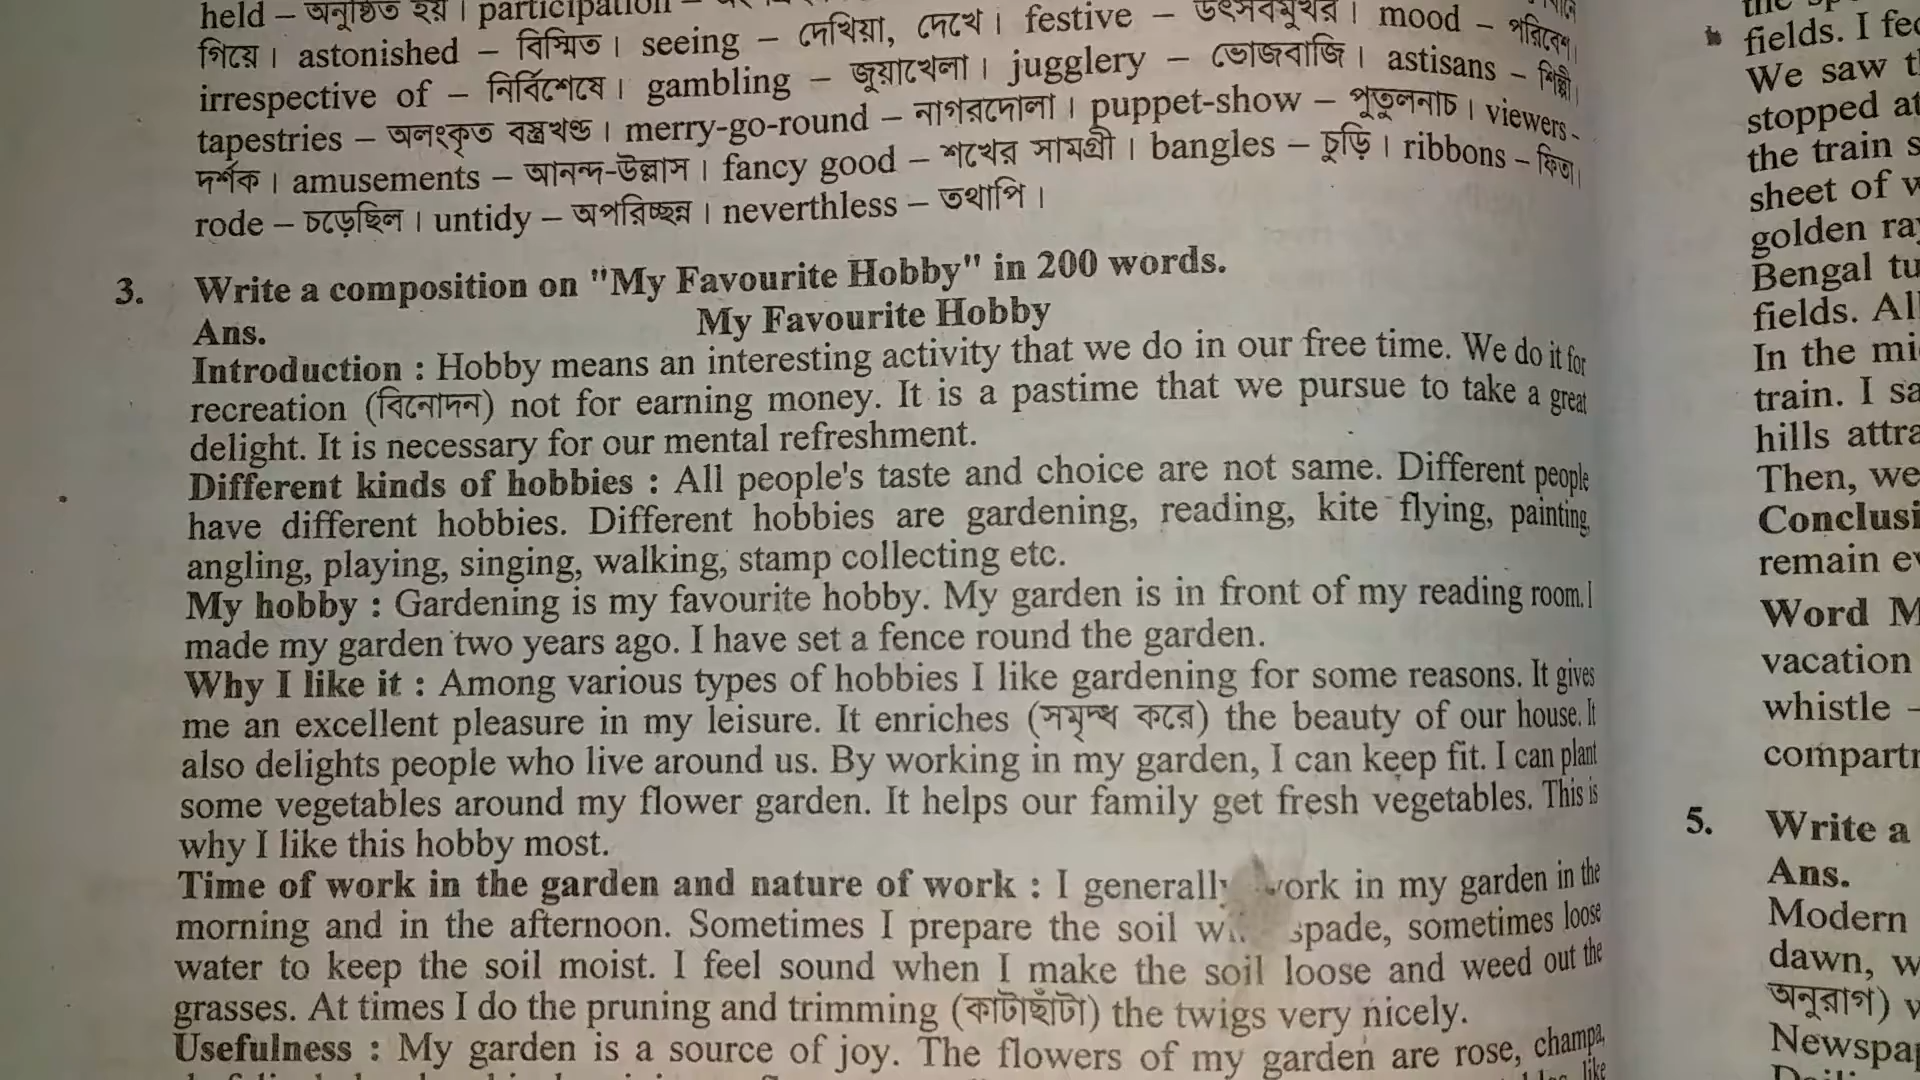 held – অনুষ্ঠিত হয়। participation –
গিয়ে। astonished – বিস্মিত। seeing – দেখিয়া, দেখে। festive – উৎসবমুখর। mood – পরিবেশ।
irrespective of – নির্বিশেষে। gambling – জুয়াখেলা। jugglery – ভোজবাজি। astisans – শিল্পী।
tapestries – অলংকৃত বস্ত্রখণ্ড। merry-go-round – নাগরদোলা। puppet-show – পুতুলনাচ। viewers -
দর্শক। amusements – আনন্দ-উল্লাস। fancy good – শখের সামগ্রী। bangles – চুড়ি। ribbons – ফিতা।
rode – চড়েছিল। untidy – অপরিচ্ছন্ন। neverthless – তথাপি।
3. Write a composition on "My Favourite Hobby" in 200 words.
Ans. My Favourite Hobby
Introduction : Hobby means an interesting activity that we do in our free time. We do it for
recreation (বিনোদন) not for earning money. It is a pastime that we pursue to take a great
delight. It is necessary for our mental refreshment.
Different kinds of hobbies : All people's taste and choice are not same. Different people
have different hobbies. Different hobbies are gardening, reading, kite flying, painting,
angling, playing, singing, walking, stamp collecting etc.
My hobby : Gardening is my favourite hobby. My garden is in front of my reading room. I
made my garden two years ago. I have set a fence round the garden.
Why I like it : Among various types of hobbies I like gardening for some reasons. It gives
me an excellent pleasure in my leisure. It enriches (সমৃদ্ধ করে) the beauty of our house. It
also delights people who live around us. By working in my garden, I can keep fit. I can plant
some vegetables around my flower garden. It helps our family get fresh vegetables. This is
why I like this hobby most.
Time of work in the garden and nature of work : I generally work in my garden in the
morning and in the afternoon. Sometimes I prepare the soil spade, sometimes loose
water to keep the soil moist. I feel sound when I make the soil loose and weed out the
grasses. At times I do the pruning and trimming (কাটাছাঁটা) the twigs very nicely.
Usefulness : My garden is a source of joy. The flowers of my garden are rose, champa,
like
fields. I
We saw
stopped at
the train
sheet of
golden
Bengal
fields. All
In the
train. I
hills
Then, we
remain
Word
vacation
whistle –
5. Write a
Ans.
Modern
dawn,
অনুরাগ)